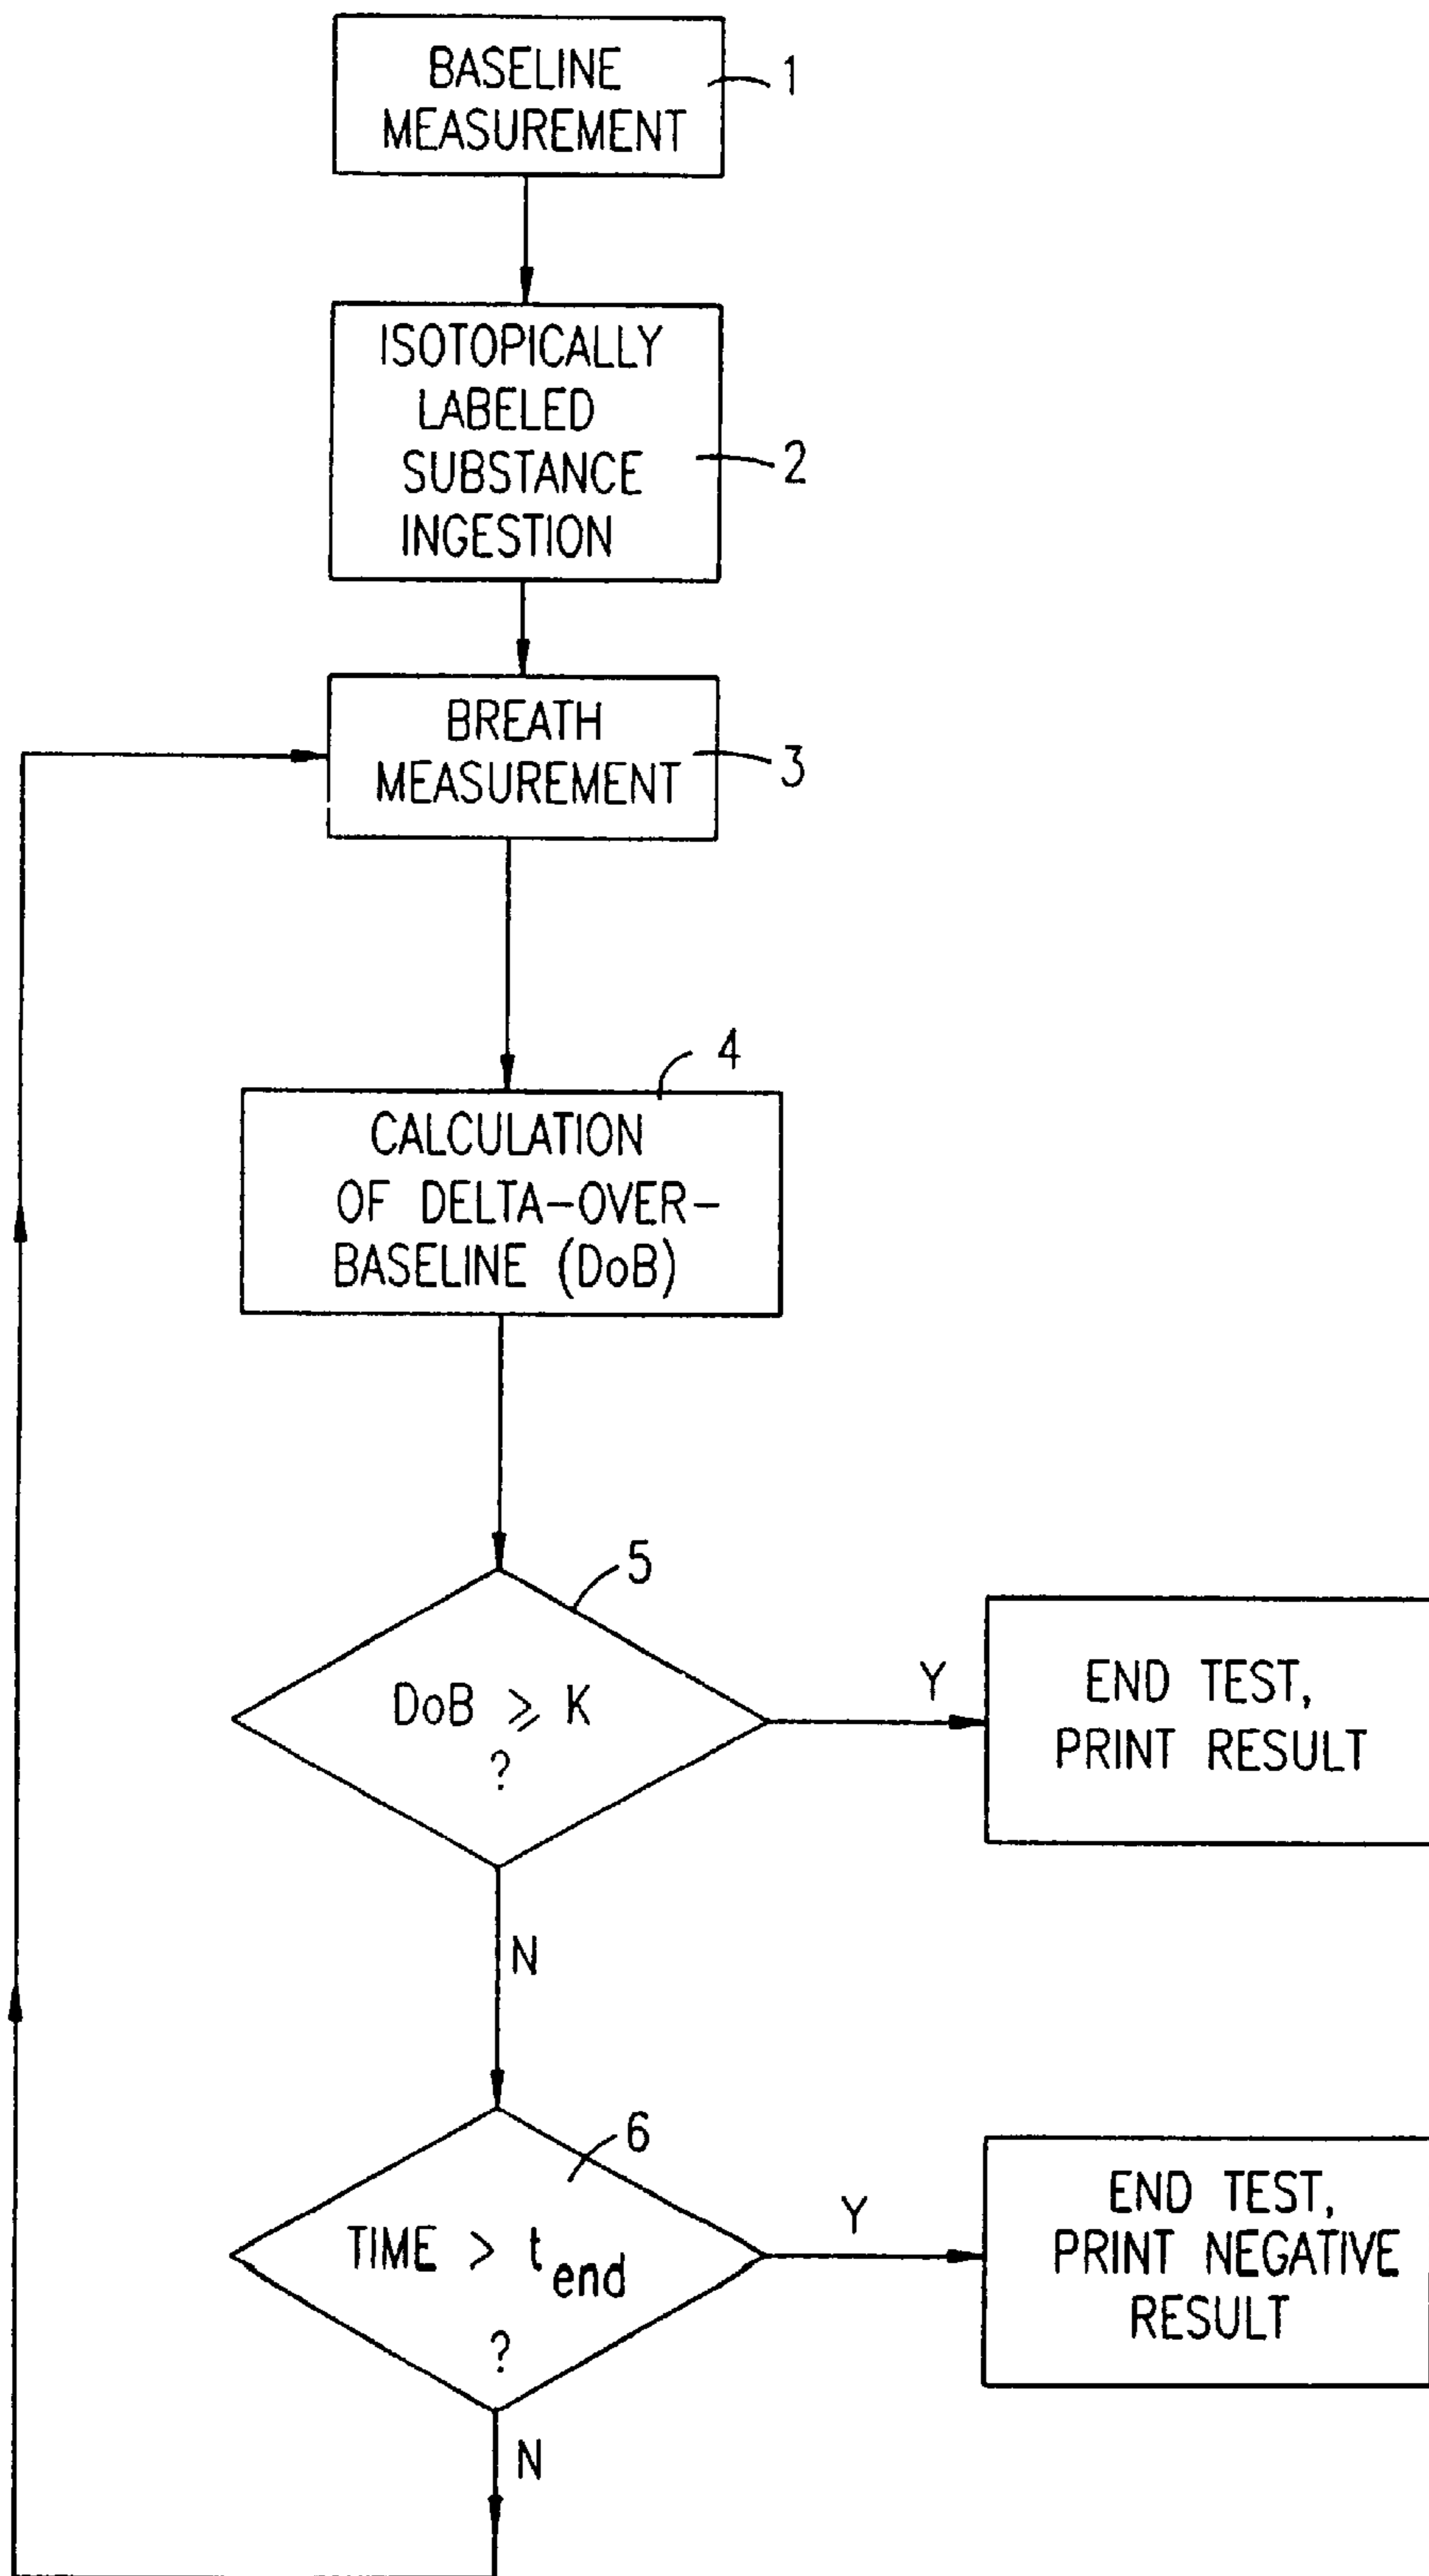 BASELINE
MEASUREMENT
1
ISOTOPICALLY
LABELED
SUBSTANCE
INGESTION
2
BREATH
MEASUREMENT
3
4
CALCULATION
OF DELTA-OVER-
BASELINE (DoB)
5
DoB ⩾ K
?
Y
END TEST,
PRINT RESULT
N
6
TIME > t_end
?
Y
END TEST,
PRINT NEGATIVE
RESULT
N